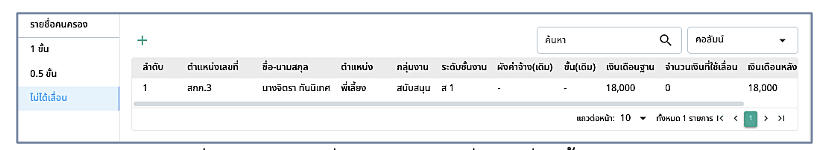 รายชื่อคนครอง
1 ขั้น
0.5 ขั้น
ไม่ได้เลื่อน
+
ค้นหา
คอลัมน์
ลำดับ ตำแหน่งเลขที่ ชื่อ-นามสกุล ตำแหน่ง กลุ่มงาน ระดับชั้นงาน ผังค่าจ้าง(เดิม) ขั้น(เดิม) เงินเดือนฐาน จำนวนเงินที่ใช้เลื่อน เงินเดือนหลัง
1 สกก.3 นางจิตรา กันนิเทศ พี่เลี้ยง สนับสนุน ส 1 - - 18,000 0 18,000
แถวต่อหน้า: 10 ทั้งหมด 1 รายการ |< < 1 > >|